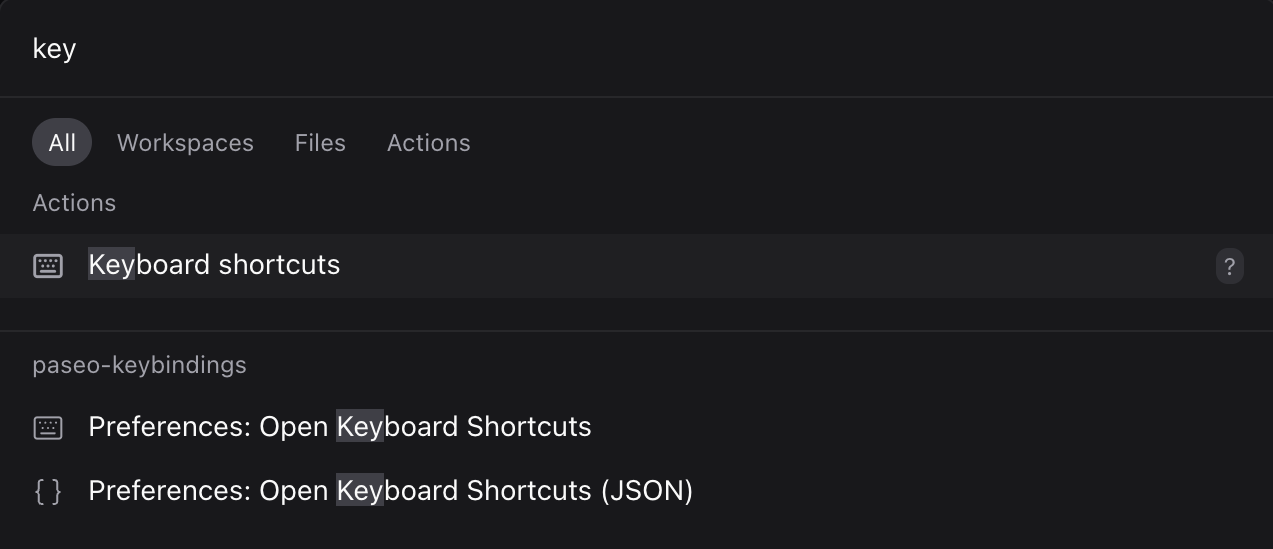 key
All Workspaces Files Actions
Actions
Keyboard shortcuts ?
paseo-keybindings
Preferences: Open Keyboard Shortcuts
{ } Preferences: Open Keyboard Shortcuts (JSON)